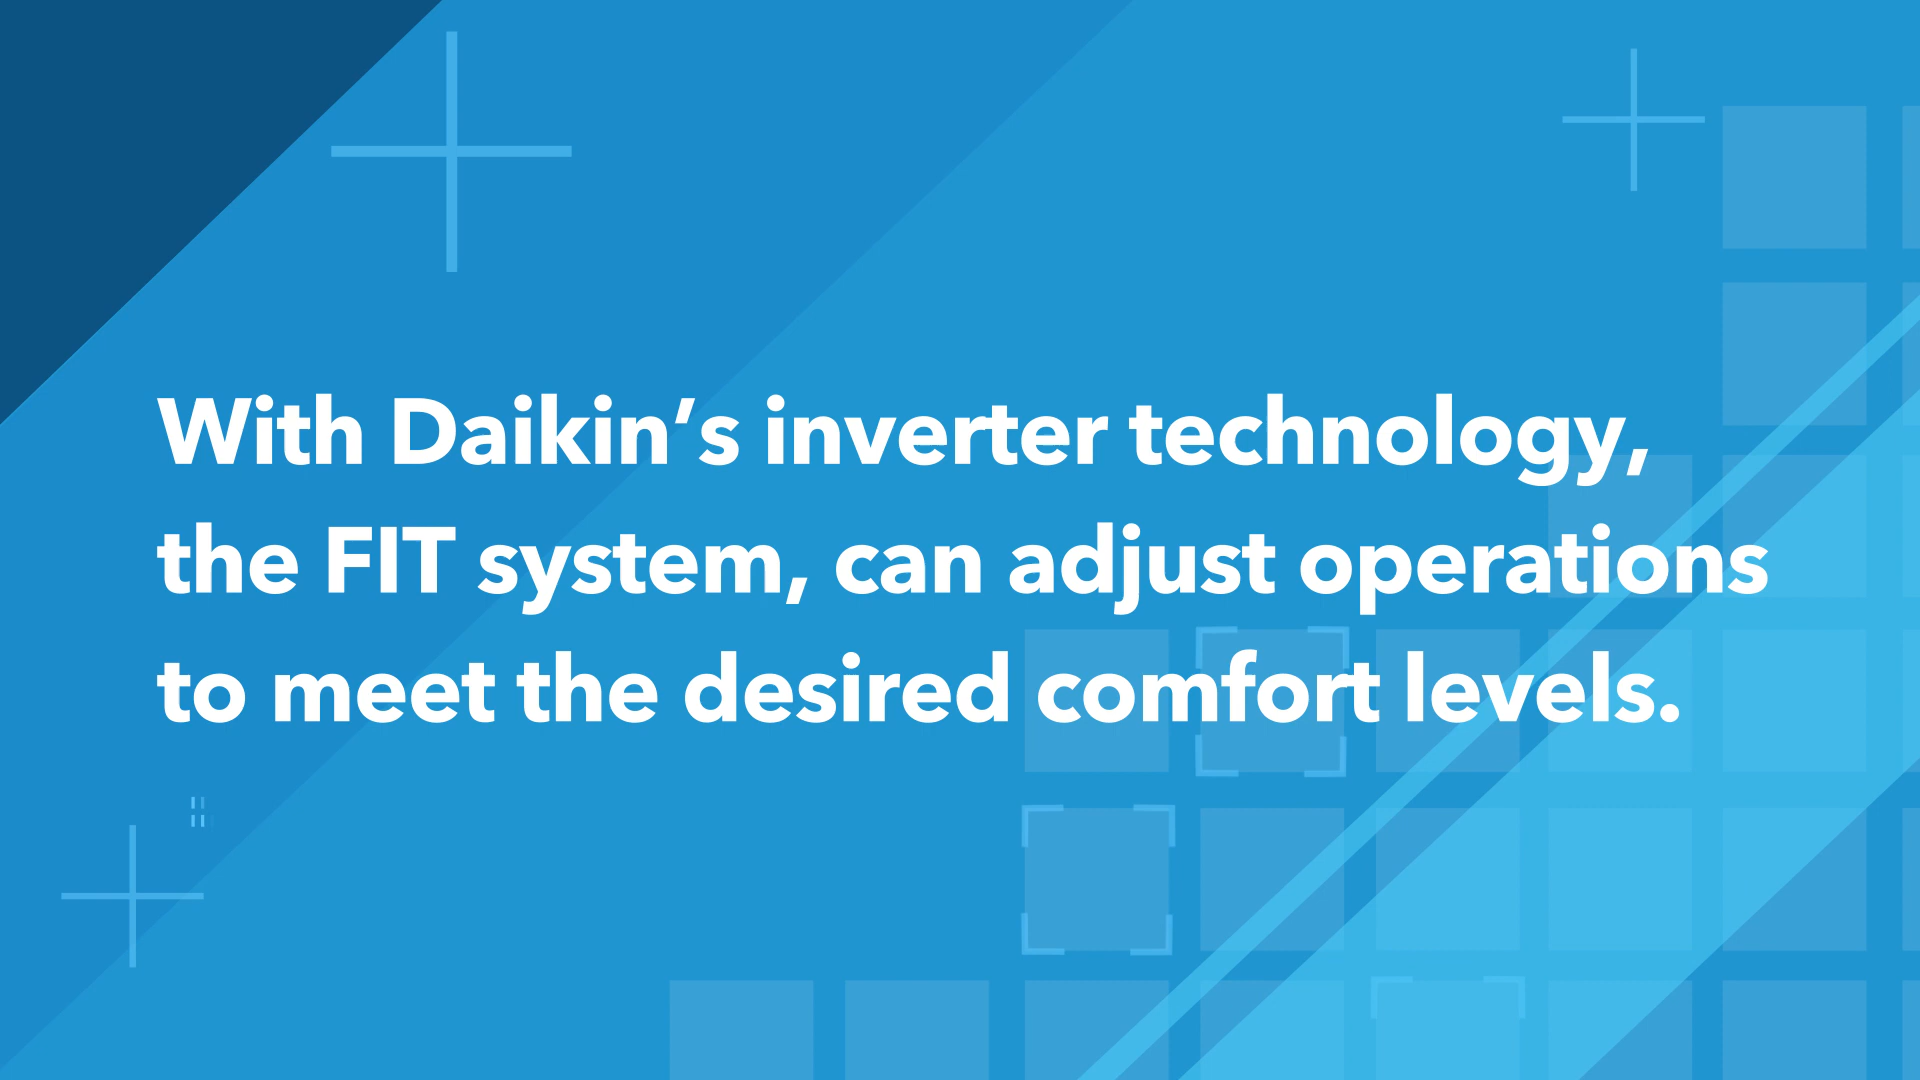 With Daikin’s inverter technology,
the FIT system, can adjust operations
to meet the desired comfort levels.